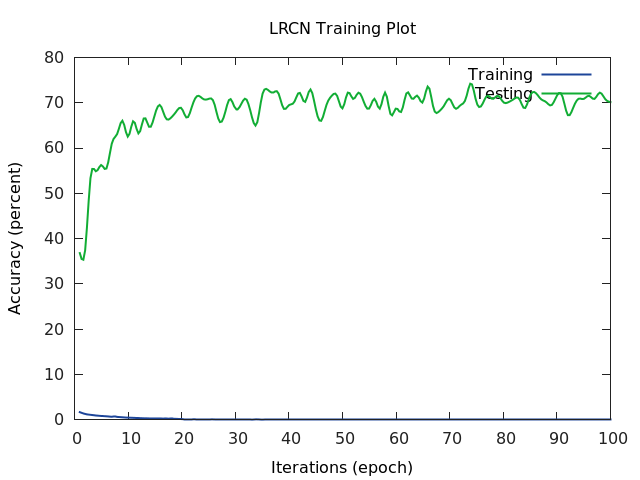 LRCN Training Plot
80
70
60
50
40
30
20
10
0
Training
Testing
Accuracy (percent)
0 10 20 30 40 50 60 70 80 90 100
Iterations (epoch)